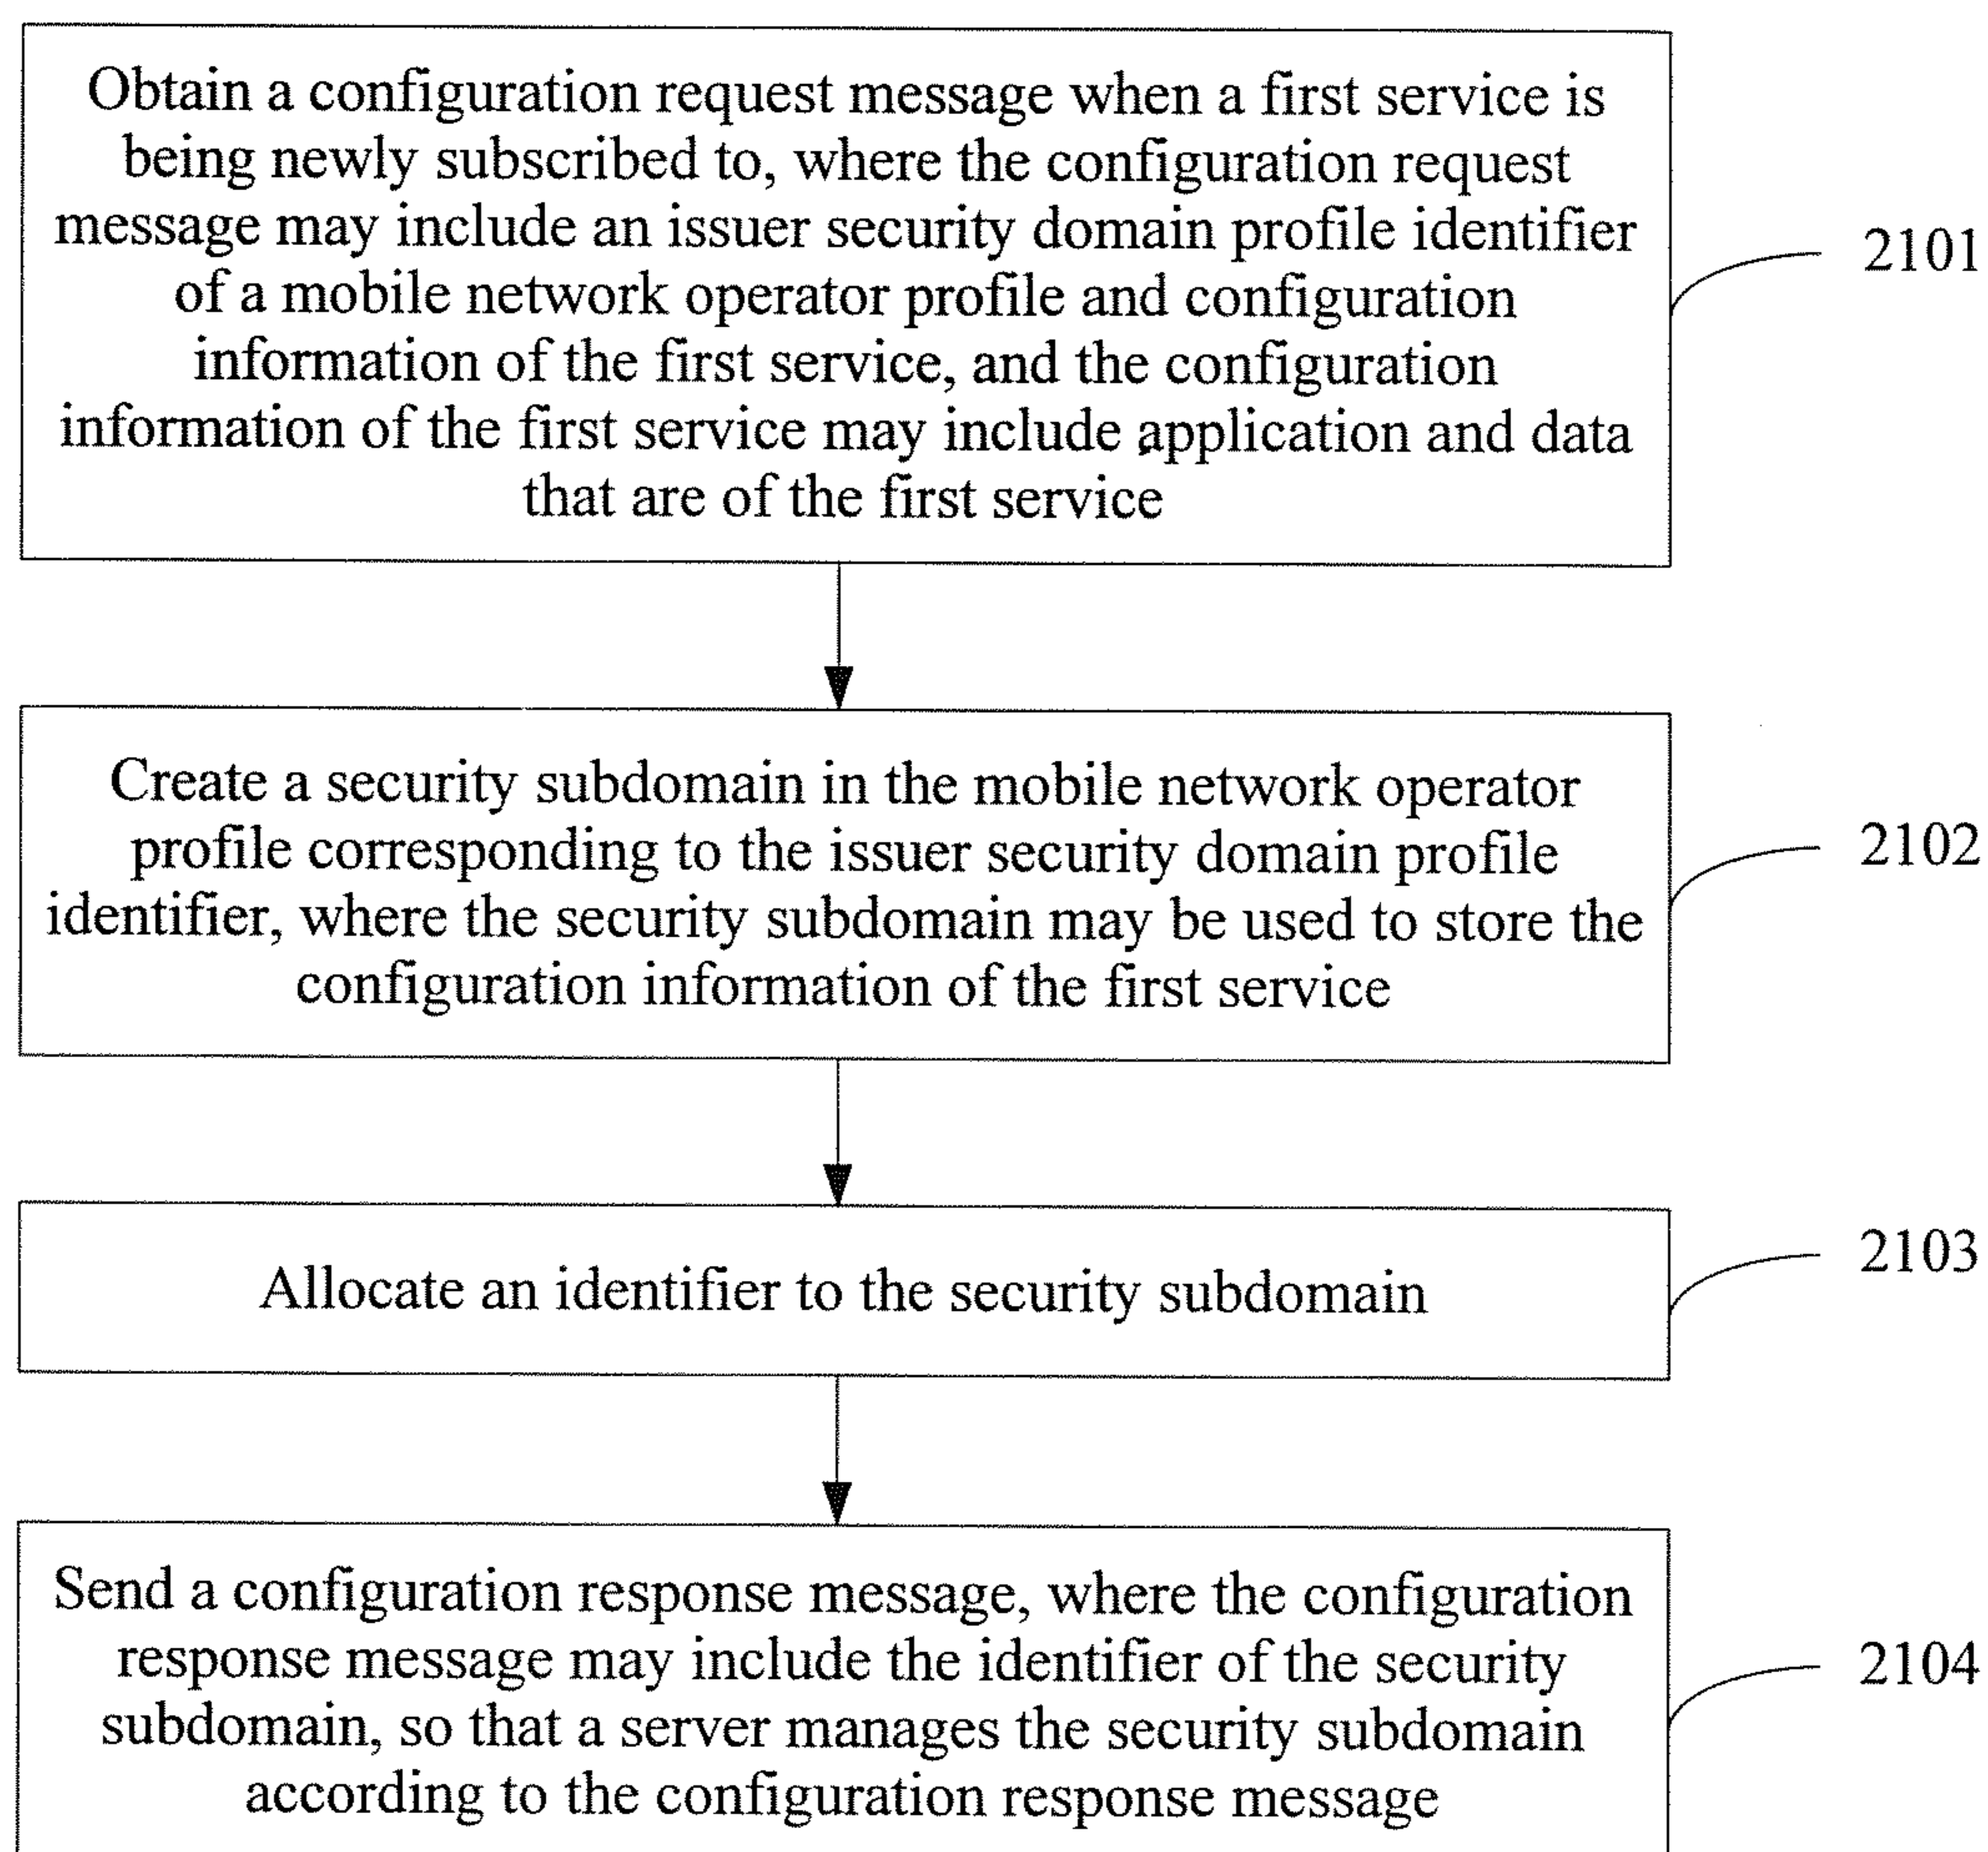 Obtain a configuration request message when a first service is
being newly subscribed to, where the configuration request
message may include an issuer security domain profile identifier
of a mobile network operator profile and configuration
information of the first service, and the configuration
information of the first service may include application and data
that are of the first service
2101
Create a security subdomain in the mobile network operator
profile corresponding to the issuer security domain profile
identifier, where the security subdomain may be used to store the
configuration information of the first service
2102
Allocate an identifier to the security subdomain
2103
Send a configuration response message, where the configuration
response message may include the identifier of the security
subdomain, so that a server manages the security subdomain
according to the configuration response message
2104